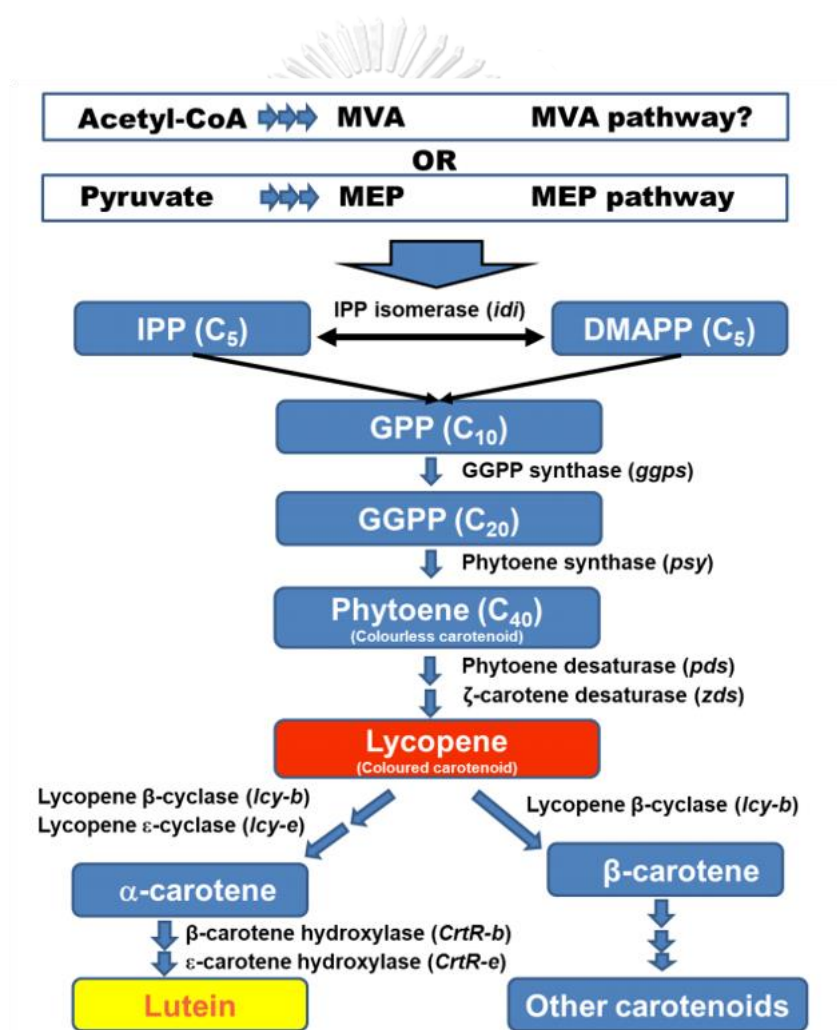 Acetyl-CoA MVA MVA pathway?
OR
Pyruvate MEP MEP pathway
IPP isomerase (idi)
IPP (C₅) DMAPP (C₅)
GPP (C₁₀)
GGPP synthase (ggps)
GGPP (C₂₀)
Phytoene synthase (psy)
Phytoene (C₄₀)
(Colourless carotenoid)
Phytoene desaturase (pds)
ζ-carotene desaturase (zds)
Lycopene
(Coloured carotenoid)
Lycopene β-cyclase (lcy-b)
Lycopene ε-cyclase (lcy-e)
Lycopene β-cyclase (lcy-b)
α-carotene
β-carotene
β-carotene hydroxylase (CrtR-b)
ε-carotene hydroxylase (CrtR-e)
Lutein
Other carotenoids